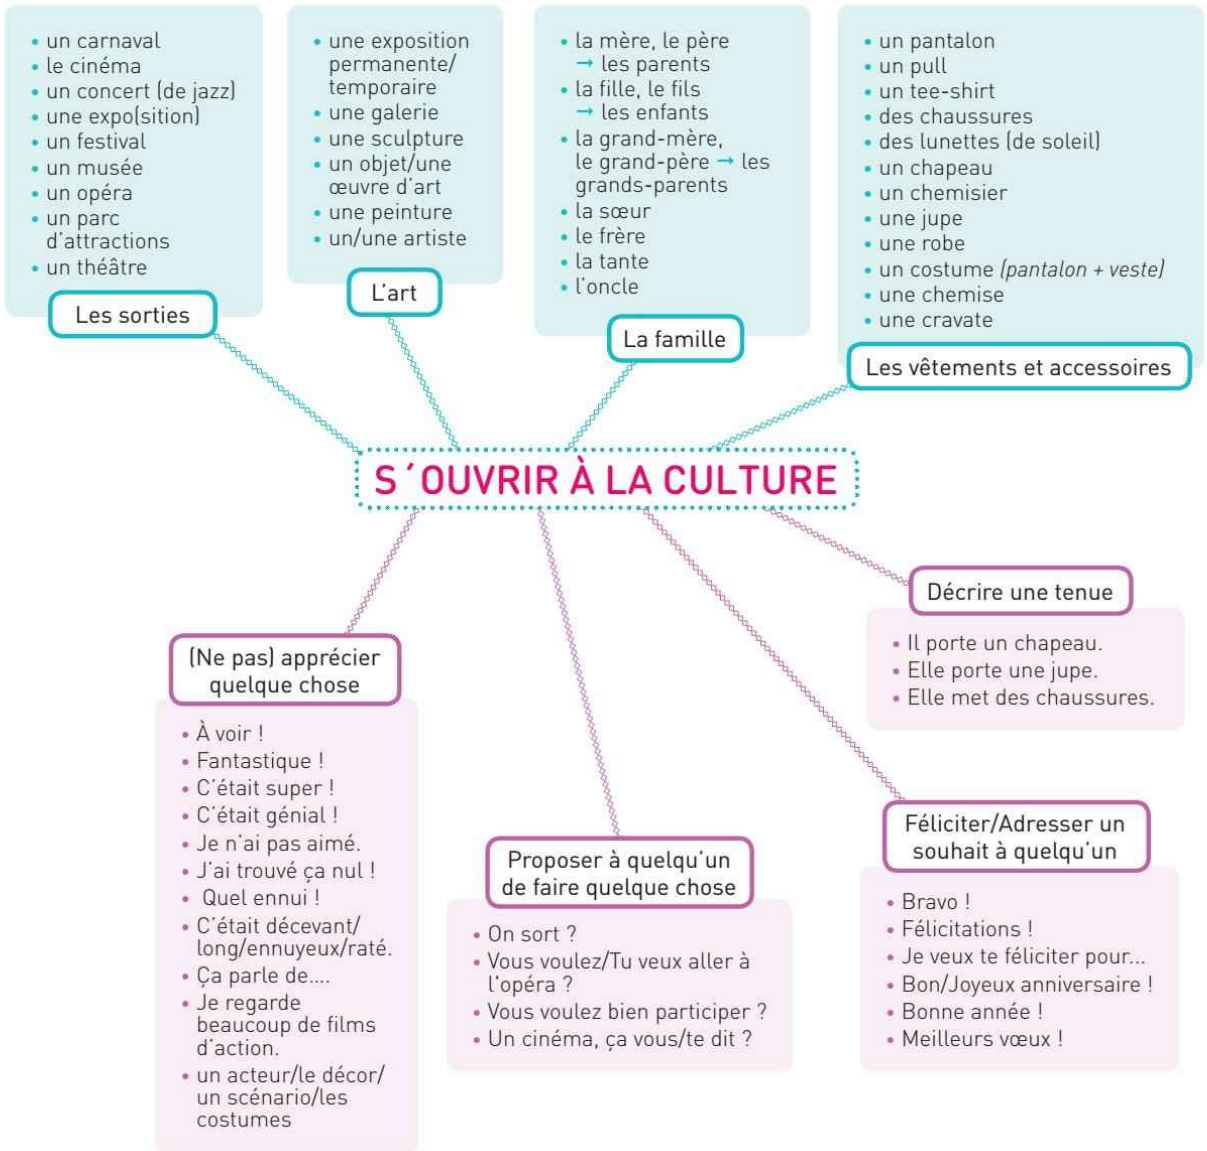 • un carnaval
• le cinéma
• un concert (de jazz)
• une expo(sition)
• un festival
• un musée
• un opéra
• un parc
d'attractions
• un théâtre
Les sorties
• une exposition
permanente/
temporaire
• une galerie
• une sculpture
• un objet/une
œuvre d'art
• une peinture
• un/une artiste
L'art
• la mère, le père
→ les parents
• la fille, le fils
→ les enfants
• la grand-mère,
le grand-père → les
grands-parents
• la sœur
• le frère
• la tante
• l'oncle
La famille
• un pantalon
• un pull
• un tee-shirt
• des chaussures
• des lunettes (de soleil)
• un chapeau
• un chemisier
• une jupe
• une robe
• un costume (pantalon + veste)
• une chemise
• une cravate
Les vêtements et accessoires
S´OUVRIR À LA CULTURE
(Ne pas) apprécier
quelque chose
• À voir !
• Fantastique !
• C'était super !
• C'était génial !
• Je n'ai pas aimé.
• J'ai trouvé ça nul !
• Quel ennui !
• C'était décevant/
long/ennuyeux/raté.
• Ça parle de....
• Je regarde
beaucoup de films
d'action.
• un acteur/le décor/
un scénario/les
costumes
Proposer à quelqu'un
de faire quelque chose
• On sort ?
• Vous voulez/Tu veux aller à
l'opéra ?
• Vous voulez bien participer ?
• Un cinéma, ça vous/te dit ?
Décrire une tenue
• Il porte un chapeau.
• Elle porte une jupe.
• Elle met des chaussures.
Féliciter/Adresser un
souhait à quelqu'un
• Bravo !
• Félicitations !
• Je veux te féliciter pour...
• Bon/Joyeux anniversaire !
• Bonne année !
• Meilleurs vœux !